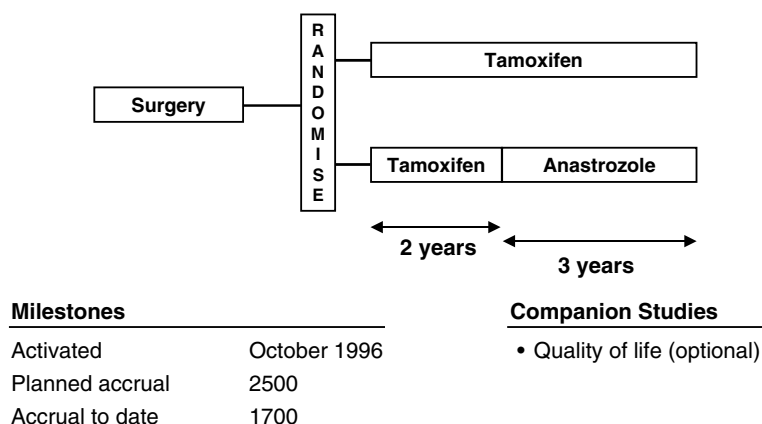 Surgery
RANDOMISE
Tamoxifen
Tamoxifen Anastrozole
2 years
3 years
Milestones
Activated October 1996
Planned accrual 2500
Accrual to date 1700
Companion Studies
• Quality of life (optional)